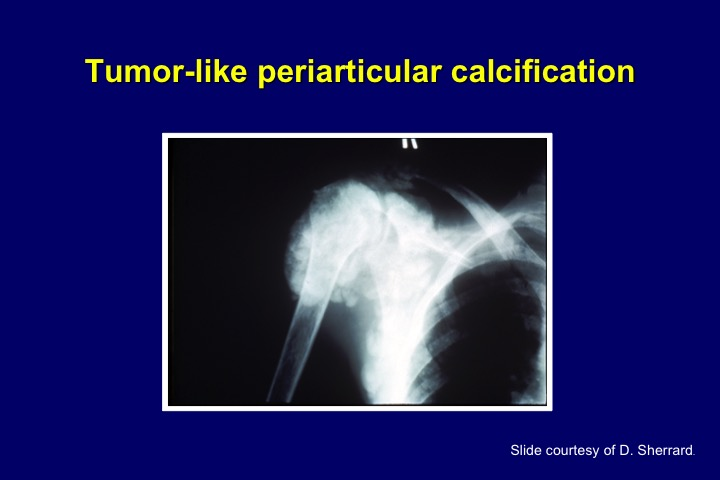 Tumor-like periarticular calcification
Slide courtesy of D. Sherrard.